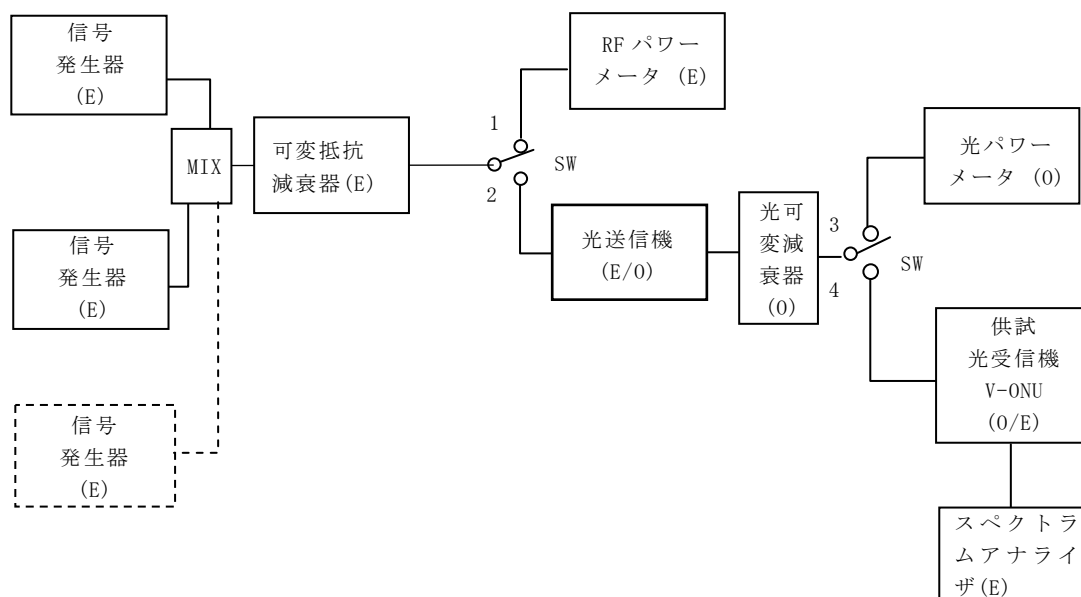 信号
発生器
(E)
RF パワー
メータ (E)
MIX
可変抵抗
減衰器(E)
1
SW
2
光パワー
メータ(O)
信号
発生器
(E)
光送信機
(E/O)
光可
変減
衰器
(O)
3
SW
4
供試
光受信機
V-ONU
(O/E)
信号
発生器
(E)
スペクトラ
ムアナライ
ザ(E)